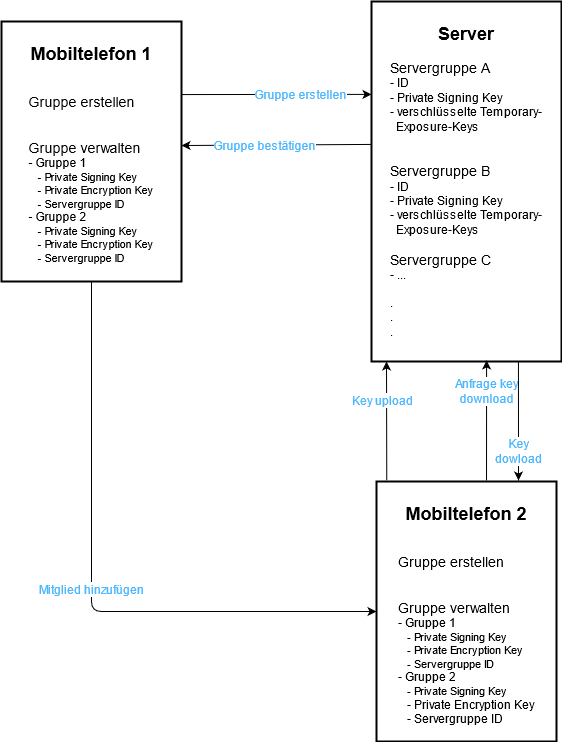 Mobiltelefon 1
Gruppe erstellen
Gruppe verwalten
- Gruppe 1
- Private Signing Key
- Private Encryption Key
- Servergruppe ID
- Gruppe 2
- Private Signing Key
- Private Encryption Key
- Servergruppe ID
Gruppe erstellen
Gruppe bestätigen
Server
Servergruppe A
- ID
- Private Signing Key
- verschlüsselte Temporary-
Exposure-Keys
Servergruppe B
- ID
- Private Signing Key
- verschlüsselte Temporary-
Exposure-Keys
Servergruppe C
- ...
.
.
.
Key upload
Anfrage key
download
Key
dowload
Mitglied hinzufügen
Mobiltelefon 2
Gruppe erstellen
Gruppe verwalten
- Gruppe 1
- Private Signing Key
- Private Encryption Key
- Servergruppe ID
- Gruppe 2
- Private Signing Key
- Private Encryption Key
- Servergruppe ID